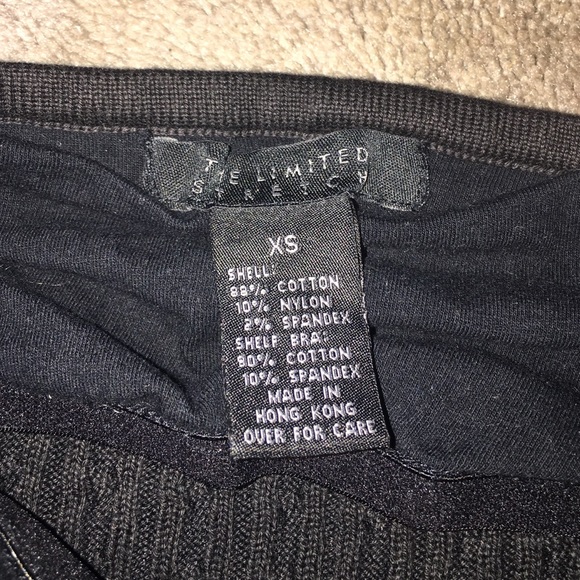 THE LIMITED
STRETCH
XS
SHELL:
88% COTTON
10% NYLON
2% SPANDEX
SHELF BRA:
90% COTTON
10% SPANDEX
MADE IN
HONG KONG
OVER FOR CARE